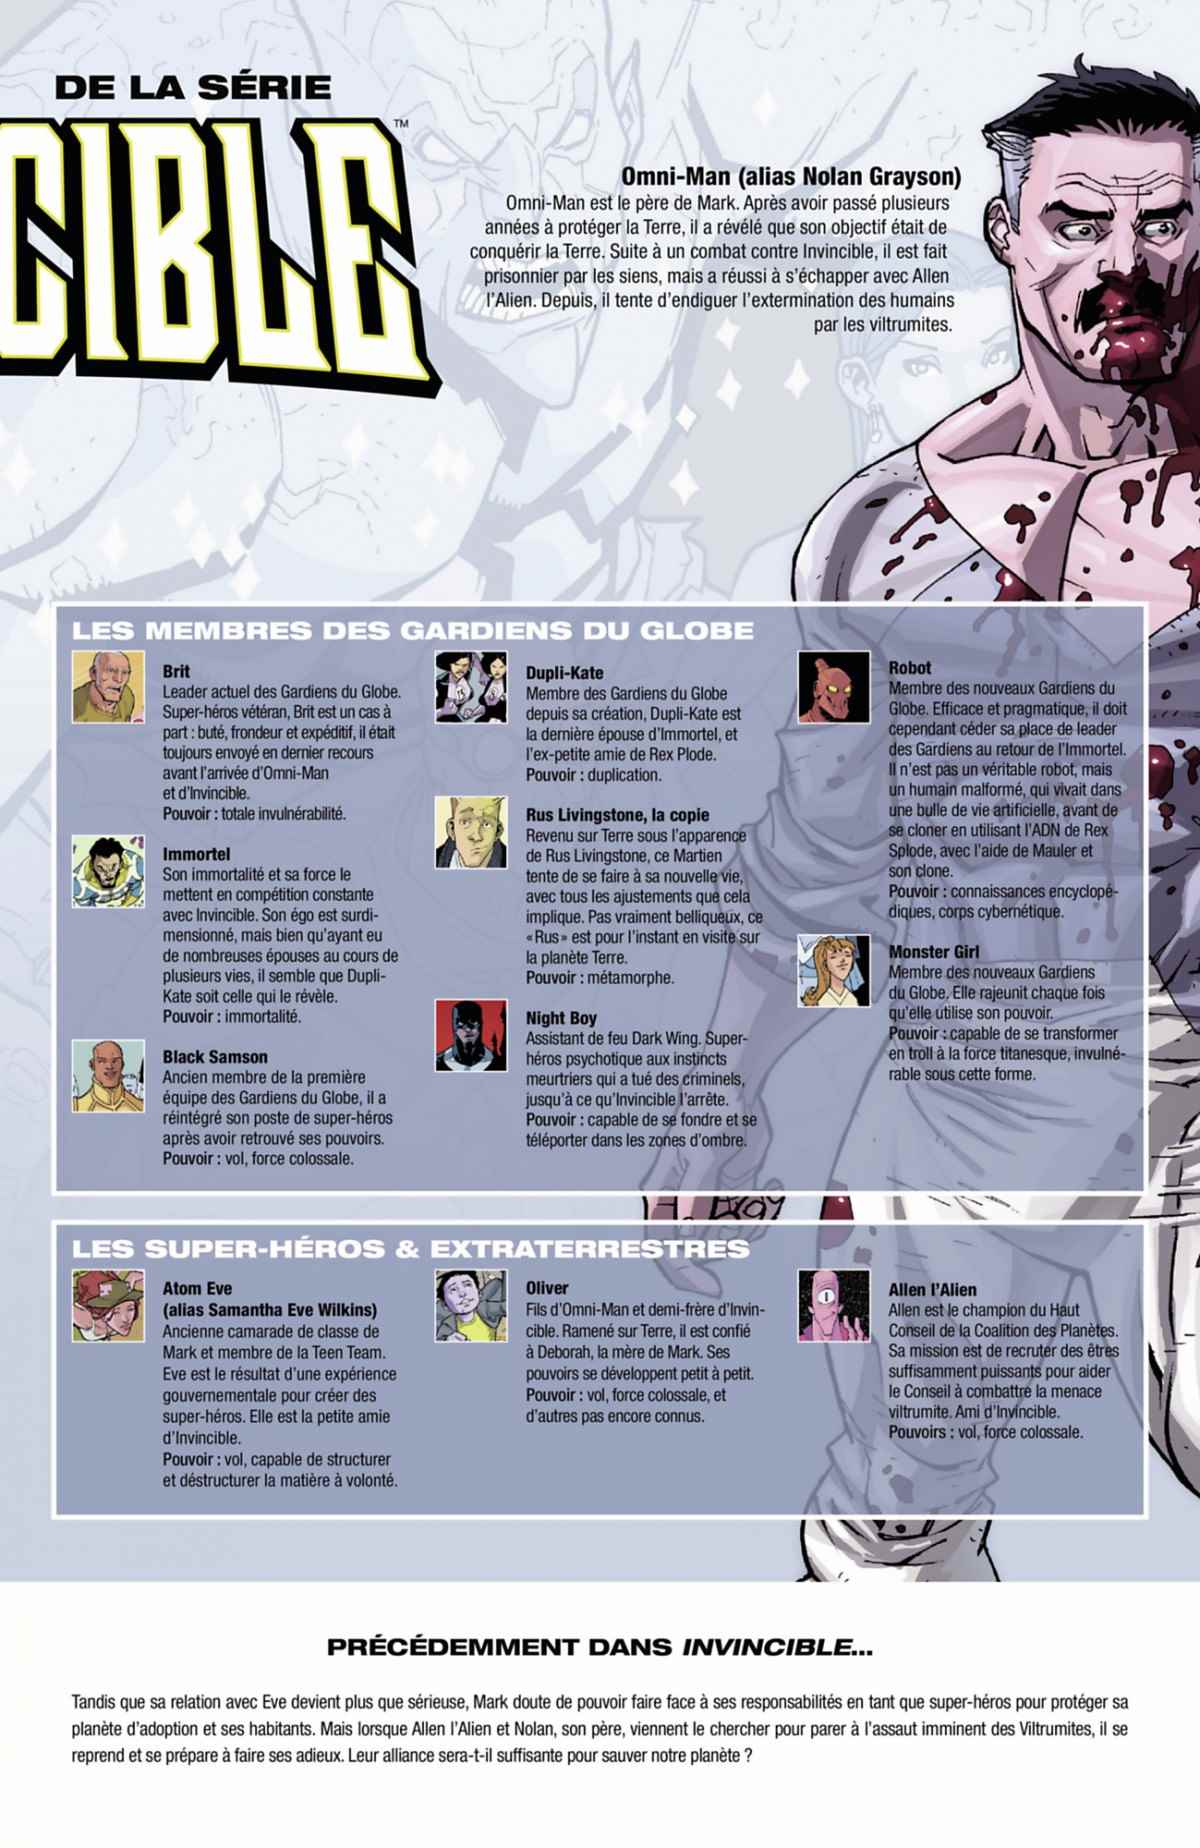 DE LA SÉRIE
CIBLE™
Omni-Man (alias Nolan Grayson)
Omni-Man est le père de Mark. Après avoir passé plusieurs
années à protéger la Terre, il a révélé que son objectif était de
conquérir la Terre. Suite à un combat contre Invincible, il est fait
prisonnier par les siens, mais a réussi à s'échapper avec Allen
l'Alien. Depuis, il tente d'endiguer l'extermination des humains
par les viltrumites.
LES MEMBRES DES GARDIENS DU GLOBE
Brit
Leader actuel des Gardiens du Globe.
Super-héros vétéran, Brit est un cas à
part : buté, frondeur et expéditif, il était
toujours envoyé en dernier recours
avant l'arrivée d'Omni-Man
et d'Invincible.
Pouvoir : totale invulnérabilité.
Immortel
Son immortalité et sa force le
mettent en compétition constante
avec Invincible. Son égo est surdi-
mensionné, mais bien qu'ayant eu
de nombreuses épouses au cours de
plusieurs vies, il semble que Dupli-
Kate soit celle qui le révèle.
Pouvoir : immortalité.
Black Samson
Ancien membre de la première
équipe des Gardiens du Globe, il a
réintégré son poste de super-héros
après avoir retrouvé ses pouvoirs.
Pouvoir : vol, force colossale.
Dupli-Kate
Membre des Gardiens du Globe
depuis sa création, Dupli-Kate est
la dernière épouse d'Immortel, et
l'ex-petite amie de Rex Plode.
Pouvoir : duplication.
Rus Livingstone, la copie
Revenu sur Terre sous l'apparence
de Rus Livingstone, ce Martien
tente de se faire à sa nouvelle vie,
avec tous les ajustements que cela
implique. Pas vraiment belliqueux, ce
«Rus» est pour l'instant en visite sur
la planète Terre.
Pouvoir : métamorphe.
Night Boy
Assistant de feu Dark Wing. Super-
héros psychotique aux instincts
meurtriers qui a tué des criminels,
jusqu'à ce qu'Invincible l'arrête.
Pouvoir : capable de se fondre et se
téléporter dans les zones d'ombre.
Robot
Membre des nouveaux Gardiens du
Globe. Efficace et pragmatique, il doit
cependant céder sa place de leader
des Gardiens au retour de l'Immortel.
Il n'est pas un véritable robot, mais
un humain malformé, qui vivait dans
une bulle de vie artificielle, avant de
se cloner en utilisant l'ADN de Rex
Splode, avec l'aide de Mauler et
son clone.
Pouvoir : connaissances encyclopé-
diques, corps cybernétique.
Monster Girl
Membre des nouveaux Gardiens
du Globe. Elle rajeunit chaque fois
qu'elle utilise son pouvoir.
Pouvoir : capable de se transformer
en troll à la force titanesque, invulné-
rable sous cette forme.
LES SUPER-HÉROS & EXTRATERRESTRES
Atom Eve
(alias Samantha Eve Wilkins)
Ancienne camarade de classe de
Mark et membre de la Teen Team.
Eve est le résultat d'une expérience
gouvernementale pour créer des
super-héros. Elle est la petite amie
d'Invincible.
Pouvoir : vol, capable de structurer
et déstructurer la matière à volonté.
Oliver
Fils d'Omni-Man et demi-frère d'Invin-
cible. Ramené sur Terre, il est confié
à Deborah, la mère de Mark. Ses
pouvoirs se développent petit à petit.
Pouvoir : vol, force colossale, et
d'autres pas encore connus.
Allen l'Alien
Allen est le champion du Haut
Conseil de la Coalition des Planètes.
Sa mission est de recruter des êtres
suffisamment puissants pour aider
le Conseil à combattre la menace
viltrumite. Ami d'Invincible.
Pouvoirs : vol, force colossale.
PRÉCÉDEMMENT DANS INVINCIBLE...
Tandis que sa relation avec Eve devient plus que sérieuse, Mark doute de pouvoir faire face à ses responsabilités en tant que super-héros pour protéger sa
planète d'adoption et ses habitants. Mais lorsque Allen l'Alien et Nolan, son père, viennent le chercher pour parer à l'assaut imminent des Viltrumites, il se
reprend et se prépare à faire ses adieux. Leur alliance sera-t-il suffisante pour sauver notre planète ?